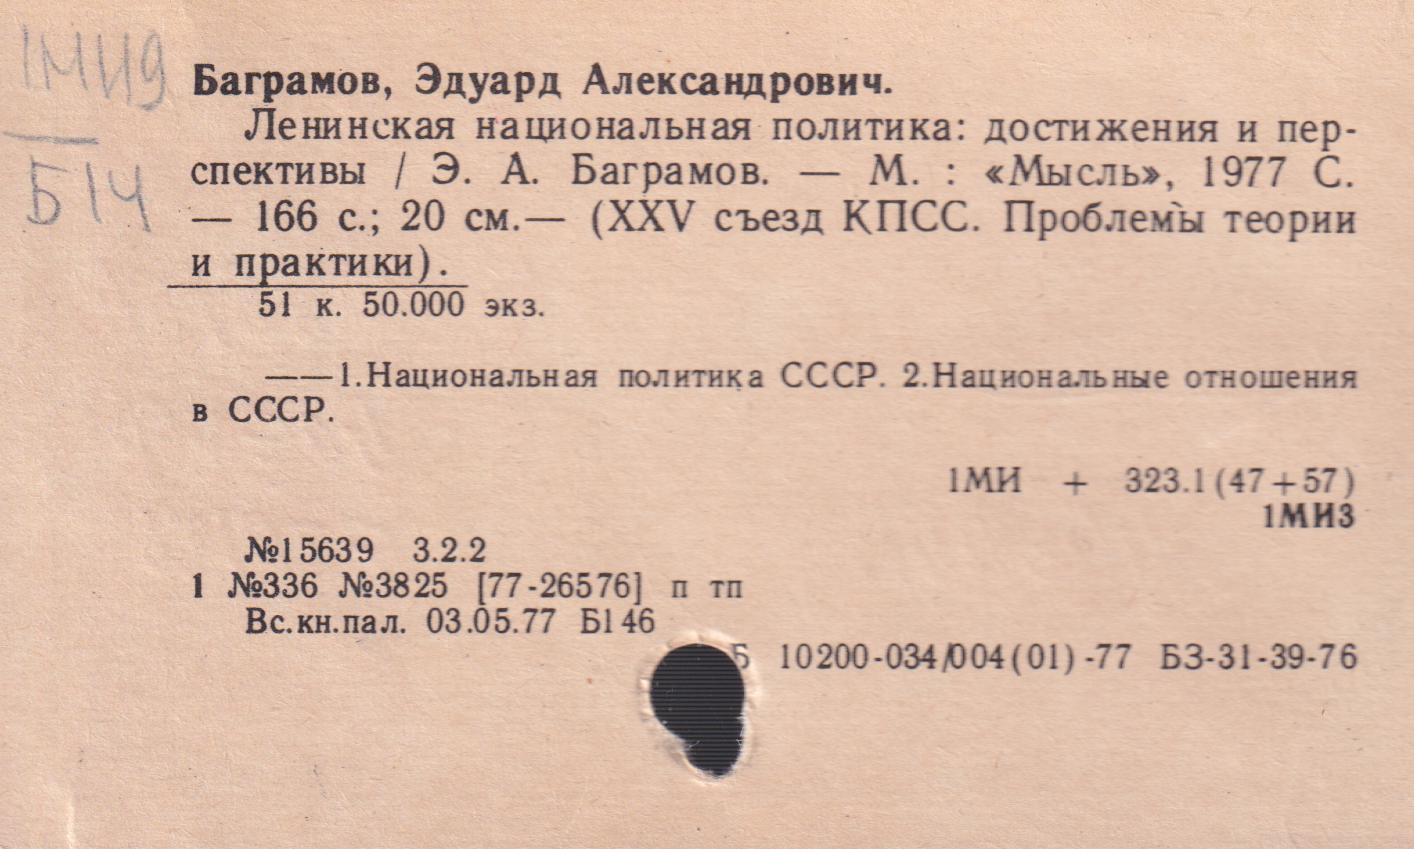 1МИ9
Б14
Баграмов, Эдуард Александрович.
Ленинская национальная политика: достижения и пер-
спективы / Э. А. Баграмов. — М. : «Мысль», 1977 С.
— 166 с.; 20 см.— (XXV съезд КПСС. Проблемы теории
и практики).
51 к. 50.000 экз.
——1.Национальная политика СССР. 2.Национальные отношения
в СССР.
1МИ + 323.1(47+57)
1МИЗ
№15639 3.2.2
1 №336 №3825 [77-26576] п тп
Вс.кн.пал. 03.05.77 Б146
Б 10200-034/004(01)-77 БЗ-31-39-76